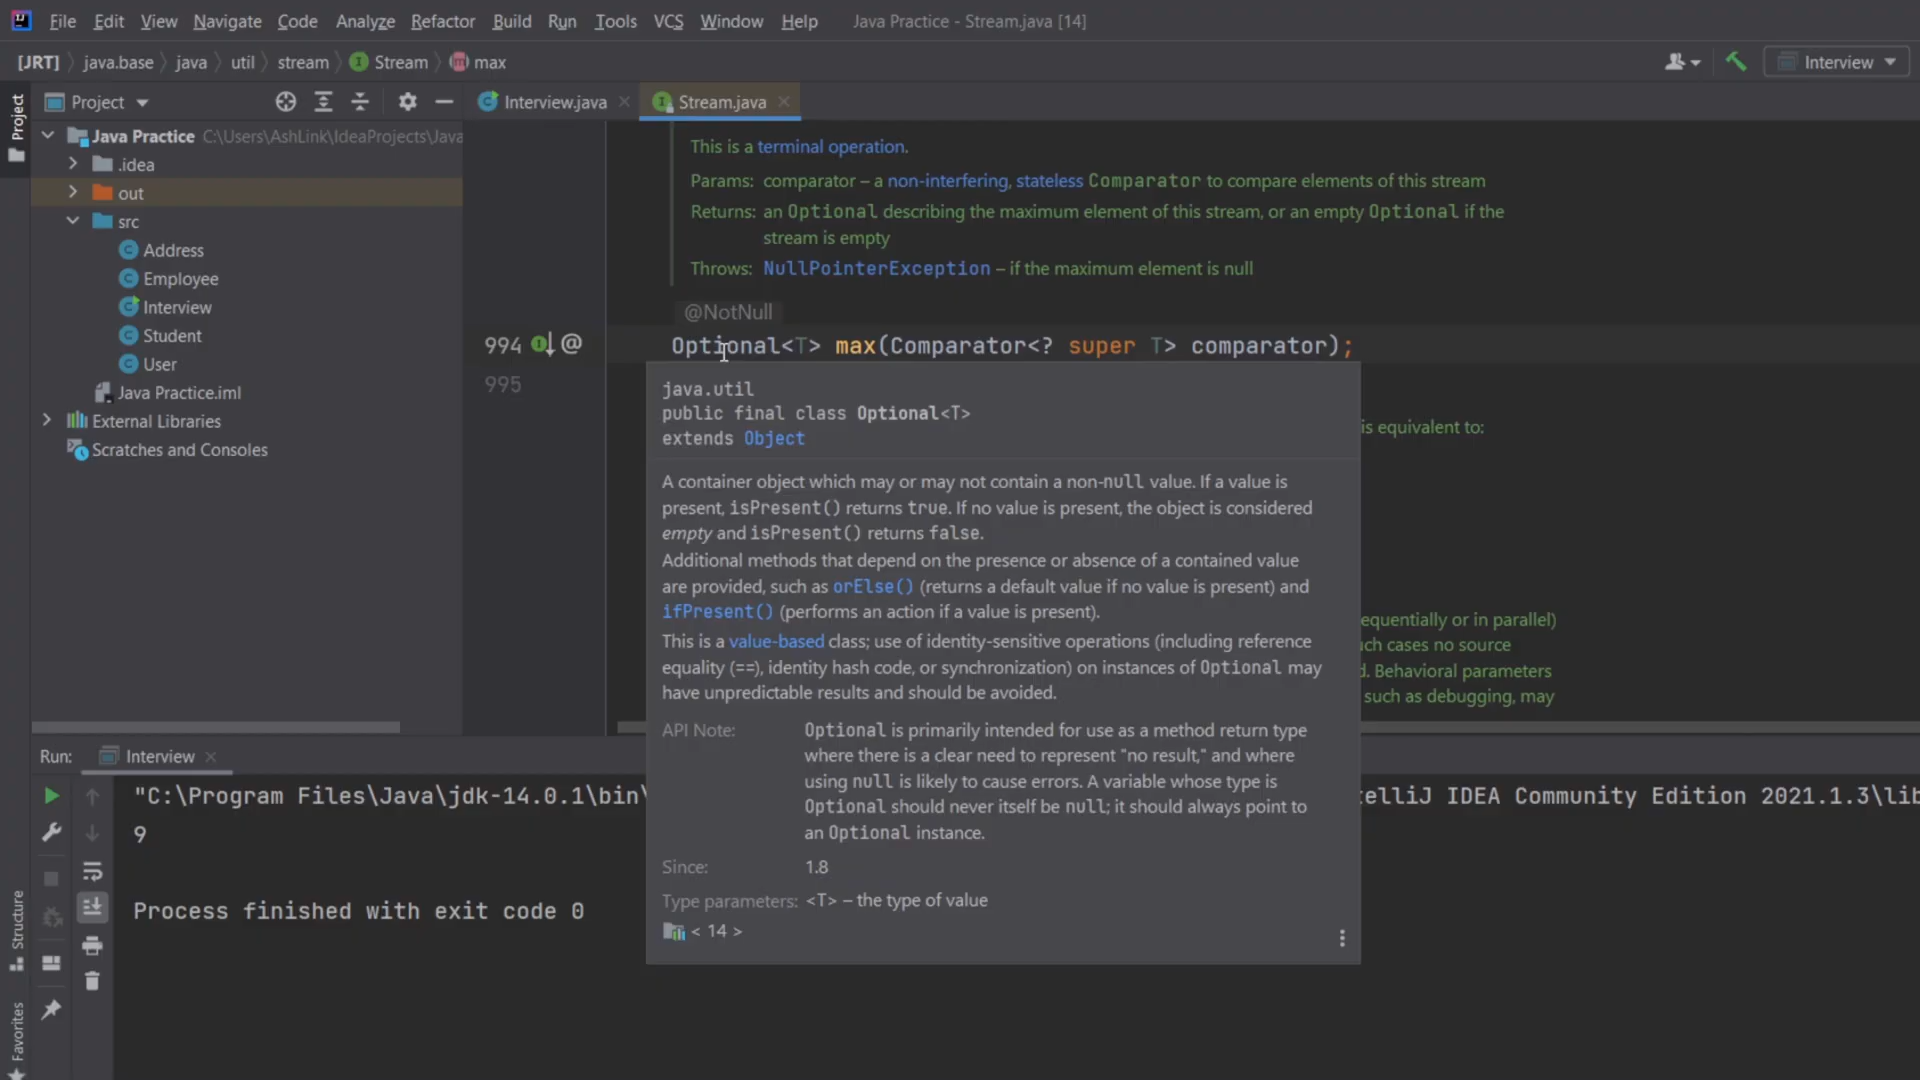 File Edit View Navigate Code Analyze Refactor Build Run Tools VCS Window Help Java Practice - Stream.java [14]
[JRT] java.base java util stream Stream max Interview
Project
Project
Interview.java
Stream.java
Java Practice C:\Users\AshLink\IdeaProjects\Java
.idea
out
src
Address
Employee
Interview
Student
User
Java Practice.iml
External Libraries
Scratches and Consoles
This is a terminal operation.
Params: comparator – a non-interfering, stateless Comparator to compare elements of this stream
Returns: an Optional describing the maximum element of this stream, or an empty Optional if the
stream is empty
Throws: NullPointerException – if the maximum element is null
@NotNull
994 @ Optional<T> max(Comparator<? super T> comparator);
995
java.util
public final class Optional<T>
extends Object
A container object which may or may not contain a non-null value. If a value is
present, isPresent() returns true. If no value is present, the object is considered
empty and isPresent() returns false.
Additional methods that depend on the presence or absence of a contained value
are provided, such as orElse() (returns a default value if no value is present) and
ifPresent() (performs an action if a value is present).
This is a value-based class; use of identity-sensitive operations (including reference
equality (==), identity hash code, or synchronization) on instances of Optional may
have unpredictable results and should be avoided.
API Note: Optional is primarily intended for use as a method return type
where there is a clear need to represent "no result," and where
using null is likely to cause errors. A variable whose type is
Optional should never itself be null; it should always point to
an Optional instance.
Since: 1.8
Type parameters: <T> – the type of value
< 14 >
is equivalent to:
equentially or in parallel)
ch cases no source
d. Behavioral parameters
such as debugging, may
Run: Interview
"C:\Program Files\Java\jdk-14.0.1\bin\
elliJ IDEA Community Edition 2021.1.3\lib
9
Process finished with exit code 0
Structure
Favorites